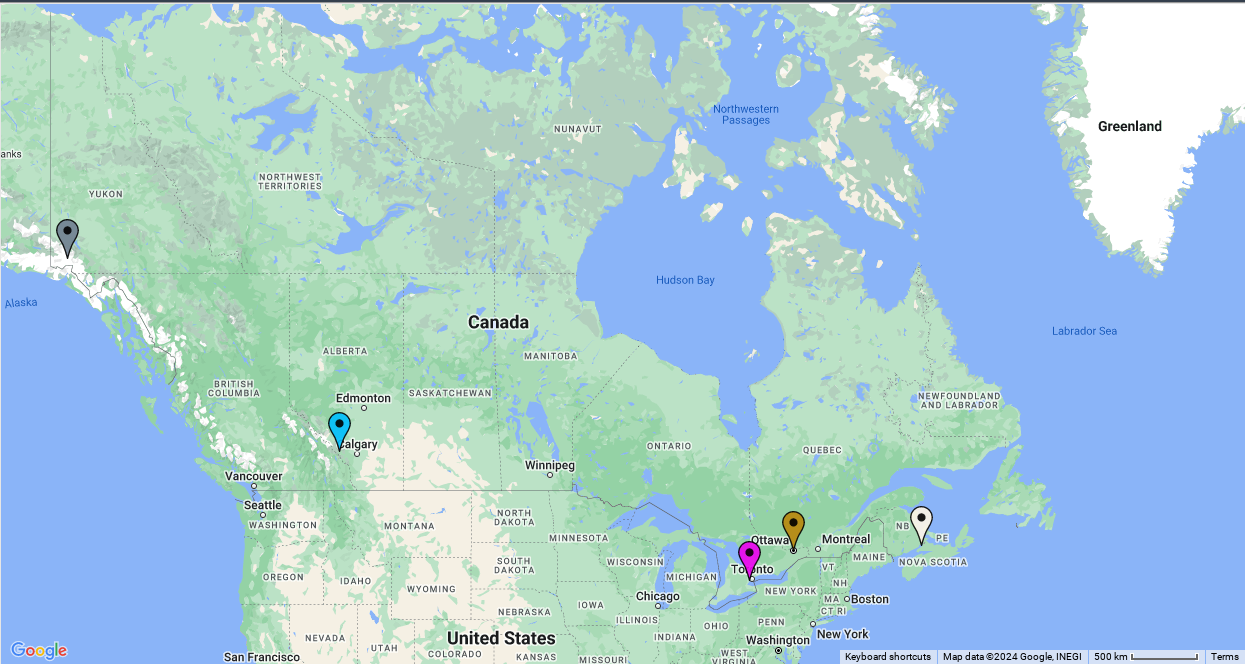 Northwestern
Passages
Greenland
NUNAVUT
anks
NORTHWEST
TERRITORIES
YUKON
Hudson Bay
Alaska
Canada
Labrador Sea
ALBERTA
MANITOBA
BRITISH
COLUMBIA
SASKATCHEWAN
Edmonton
NEWFOUNDLAND
AND LABRADOR
Calgary
ONTARIO
QUEBEC
Winnipeg
Vancouver
Seattle
WASHINGTON
NORTH
DAKOTA
MONTANA
MINNESOTA
Ottawa
Montreal
NB
PE
MAINE
NOVA SCOTIA
WISCONSIN
SOUTH
DAKOTA
MICHIGAN
Toronto
VT
NH
OREGON
IDAHO
WYOMING
NEW YORK
Chicago
IOWA
MA
Boston
CT RI
NEBRASKA
ILLINOIS
OHIO
PENN
INDIANA
New York
NEVADA
UTAH
United States
Washington
COLORADO
KANSAS
MISSOURI
WEST
VIRGINIA
San Francisco
Google
Keyboard shortcuts
Map data ©2024 Google, INEGI
500 km
Terms